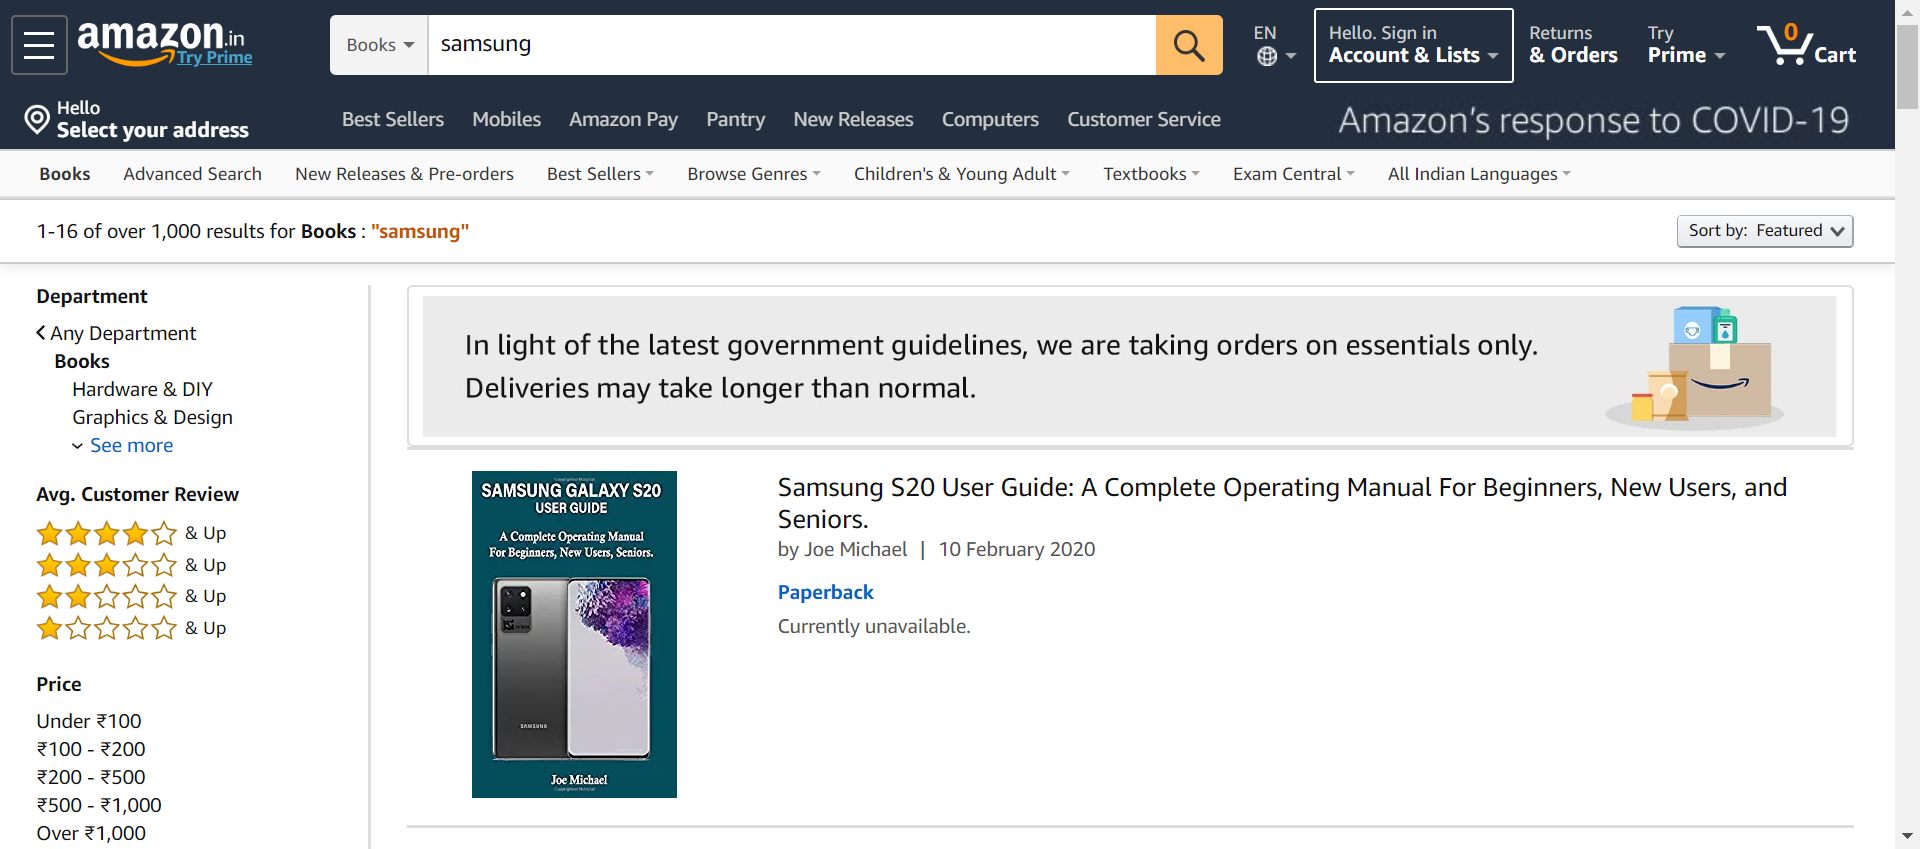 amazon.in
Try Prime
Books
samsung
EN
Hello. Sign in
Account & Lists
Returns
& Orders
Try
Prime
0
Cart
Hello
Select your address
Best Sellers
Mobiles
Amazon Pay
Pantry
New Releases
Computers
Customer Service
Amazon's response to COVID-19
Books
Advanced Search
New Releases & Pre-orders
Best Sellers
Browse Genres
Children's & Young Adult
Textbooks
Exam Central
All Indian Languages
1-16 of over 1,000 results for Books : "samsung"
Sort by: Featured
Department
Any Department
Books
Hardware & DIY
Graphics & Design
See more
Avg. Customer Review
& Up
& Up
& Up
& Up
Price
Under ₹100
₹100 - ₹200
₹200 - ₹500
₹500 - ₹1,000
Over ₹1,000
In light of the latest government guidelines, we are taking orders on essentials only.
Deliveries may take longer than normal.
Copyrighted Material
SAMSUNG GALAXY S20
USER GUIDE
A Complete Operating Manual
For Beginners, New Users, Seniors.
SAMSUNG
Joe Michael
Copyrighted Material
Samsung S20 User Guide: A Complete Operating Manual For Beginners, New Users, and
Seniors.
by Joe Michael | 10 February 2020
Paperback
Currently unavailable.